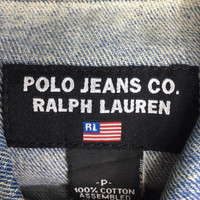 POLO JEANS CO.
RALPH LAUREN
RL
-P-
100% COTTON
ASSEMBLED